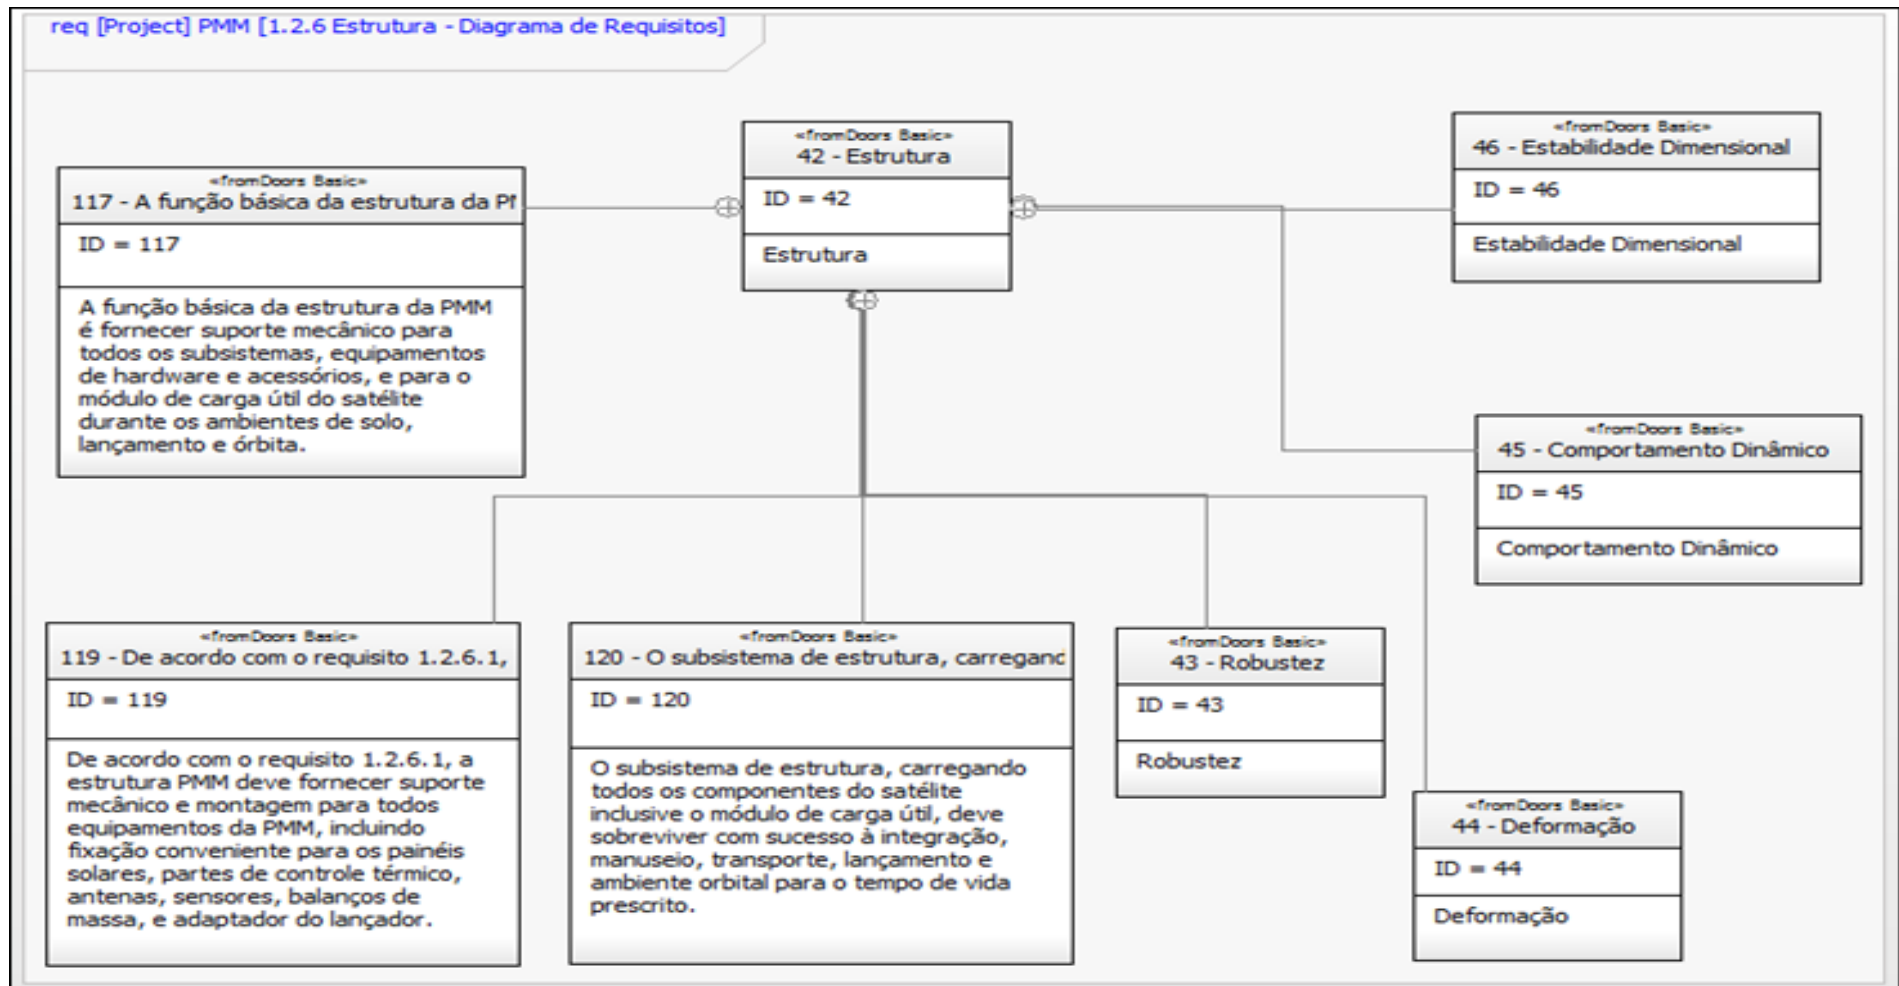 req [Project] PMM [1.2.6 Estrutura - Diagrama de Requisitos]
«fromDoors Basic»
42 - Estrutura
ID = 42
Estrutura
«fromDoors Basic»
46 - Estabilidade Dimensional
ID = 46
Estabilidade Dimensional
«fromDoors Basic»
117 - A função básica da estrutura da PM
ID = 117
A função básica da estrutura da PMM
é fornecer suporte mecânico para
todos os subsistemas, equipamentos
de hardware e acessórios, e para o
módulo de carga útil do satélite
durante os ambientes de solo,
lançamento e órbita.
«fromDoors Basic»
45 - Comportamento Dinâmico
ID = 45
Comportamento Dinâmico
«fromDoors Basic»
119 - De acordo com o requisito 1.2.6.1,
ID = 119
De acordo com o requisito 1.2.6.1, a
estrutura PMM deve fornecer suporte
mecânico e montagem para todos
equipamentos da PMM, incluindo
fixação conveniente para os painéis
solares, partes de controle térmico,
antenas, sensores, balanços de
massa, e adaptador do lançador.
«fromDoors Basic»
120 - O subsistema de estrutura, carregand
ID = 120
O subsistema de estrutura, carregando
todos os componentes do satélite
inclusive o módulo de carga útil, deve
sobreviver com sucesso à integração,
manuseio, transporte, lançamento e
ambiente orbital para o tempo de vida
prescrito.
«fromDoors Basic»
43 - Robustez
ID = 43
Robustez
«fromDoors Basic»
44 - Deformação
ID = 44
Deformação